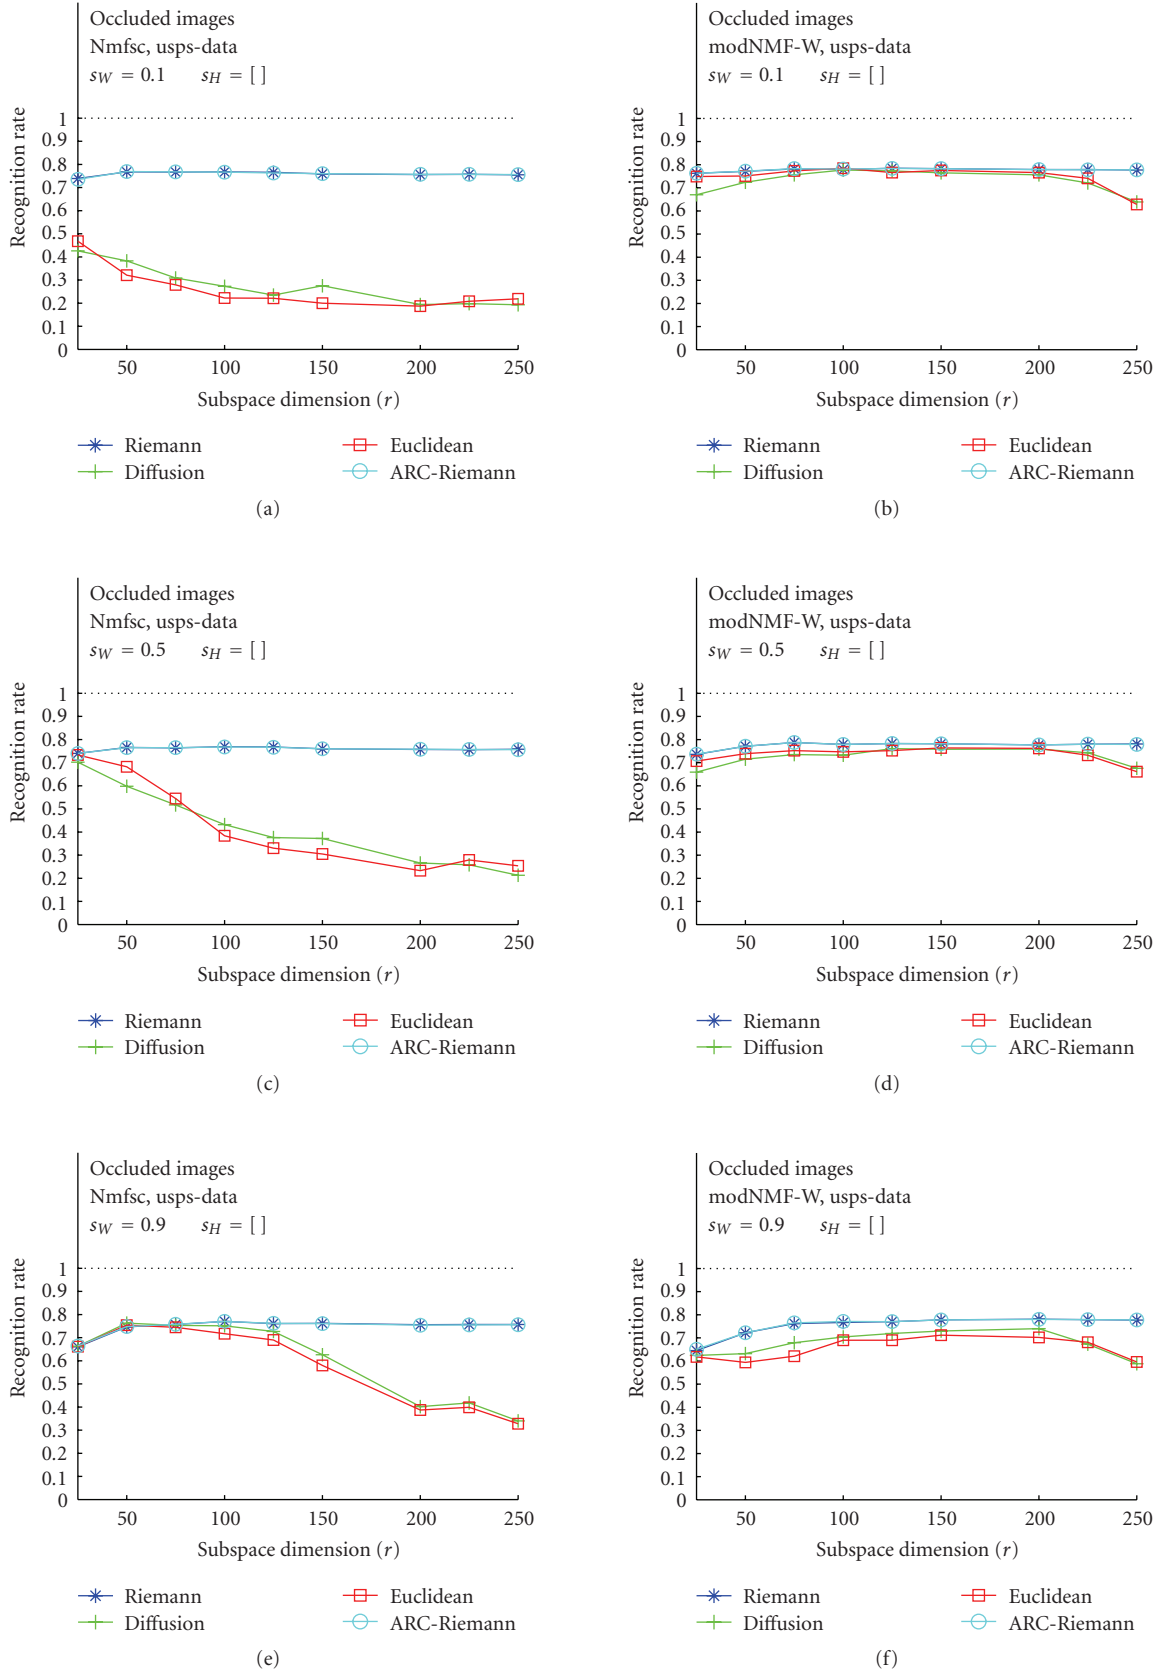 Occluded images
Nmfsc, usps-data
sW = 0.1 sH = [ ]
Recognition rate
1
0.9
0.8
0.7
0.6
0.5
0.4
0.3
0.2
0.1
0
50 100 150 200 250
Subspace dimension (r)
Riemann
Diffusion
Euclidean
ARC-Riemann
(a)
Occluded images
modNMF-W, usps-data
sW = 0.1 sH = [ ]
Recognition rate
1
0.9
0.8
0.7
0.6
0.5
0.4
0.3
0.2
0.1
0
50 100 150 200 250
Subspace dimension (r)
Riemann
Diffusion
Euclidean
ARC-Riemann
(b)
Occluded images
Nmfsc, usps-data
sW = 0.5 sH = [ ]
Recognition rate
1
0.9
0.8
0.7
0.6
0.5
0.4
0.3
0.2
0.1
0
50 100 150 200 250
Subspace dimension (r)
Riemann
Diffusion
Euclidean
ARC-Riemann
(c)
Occluded images
modNMF-W, usps-data
sW = 0.5 sH = [ ]
Recognition rate
1
0.9
0.8
0.7
0.6
0.5
0.4
0.3
0.2
0.1
0
50 100 150 200 250
Subspace dimension (r)
Riemann
Diffusion
Euclidean
ARC-Riemann
(d)
Occluded images
Nmfsc, usps-data
sW = 0.9 sH = [ ]
Recognition rate
1
0.9
0.8
0.7
0.6
0.5
0.4
0.3
0.2
0.1
0
50 100 150 200 250
Subspace dimension (r)
Riemann
Diffusion
Euclidean
ARC-Riemann
(e)
Occluded images
modNMF-W, usps-data
sW = 0.9 sH = [ ]
Recognition rate
1
0.9
0.8
0.7
0.6
0.5
0.4
0.3
0.2
0.1
0
50 100 150 200 250
Subspace dimension (r)
Riemann
Diffusion
Euclidean
ARC-Riemann
(f)